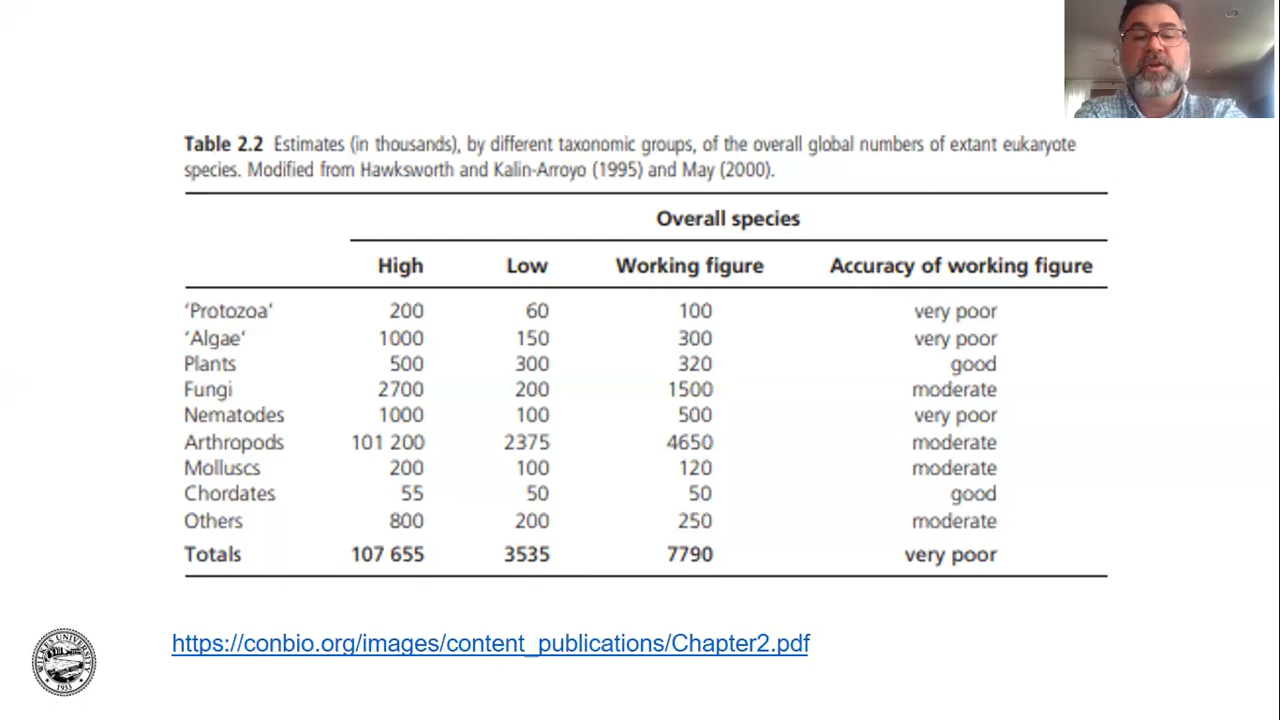 Table 2.2 Estimates (in thousands), by different taxonomic groups, of the overall global numbers of extant eukaryote
species. Modified from Hawksworth and Kalin-Arroyo (1995) and May (2000).
Overall species
High Low Working figure Accuracy of working figure
‘Protozoa‘ 200 60 100 very poor
‘Algae‘ 1000 150 300 very poor
Plants 500 300 320 good
Fungi 2700 200 1500 moderate
Nematodes 1000 100 500 very poor
Arthropods 101 200 2375 4650 moderate
Molluscs 200 100 120 moderate
Chordates 55 50 50 good
Others 800 200 250 moderate
Totals 107 655 3535 7790 very poor
https://conbio.org/images/content_publications/Chapter2.pdf
WILKES UNIVERSITY
1933